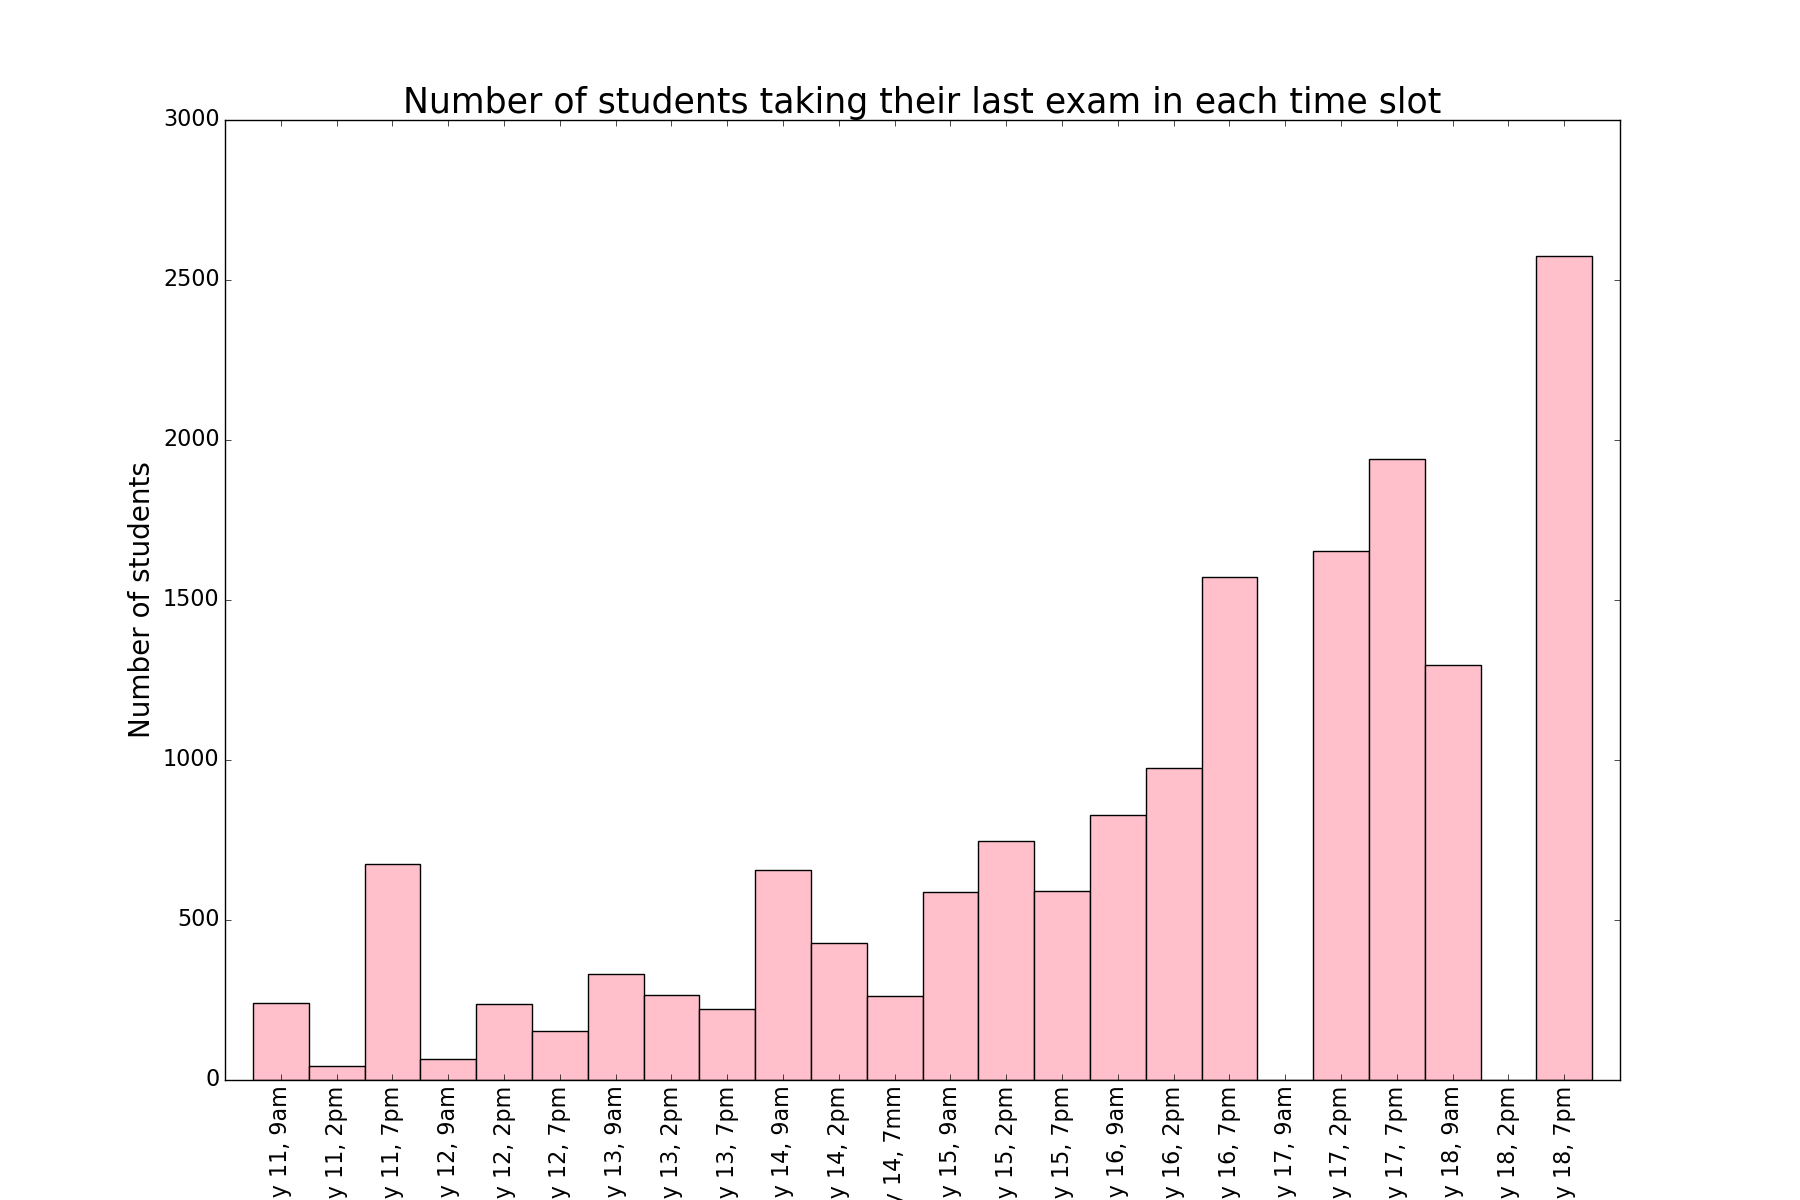 Number of students taking their last exam in each time slot
Number of students
3000
2500
2000
1500
1000
500
0
y 11, 9am
y 11, 2pm
y 11, 7pm
y 12, 9am
y 12, 2pm
y 12, 7pm
y 13, 9am
y 13, 2pm
y 13, 7pm
y 14, 9am
y 14, 2pm
y 14, 7mm
y 15, 9am
y 15, 2pm
y 15, 7pm
y 16, 9am
y 16, 2pm
y 16, 7pm
y 17, 9am
y 17, 2pm
y 17, 7pm
y 18, 9am
y 18, 2pm
y 18, 7pm